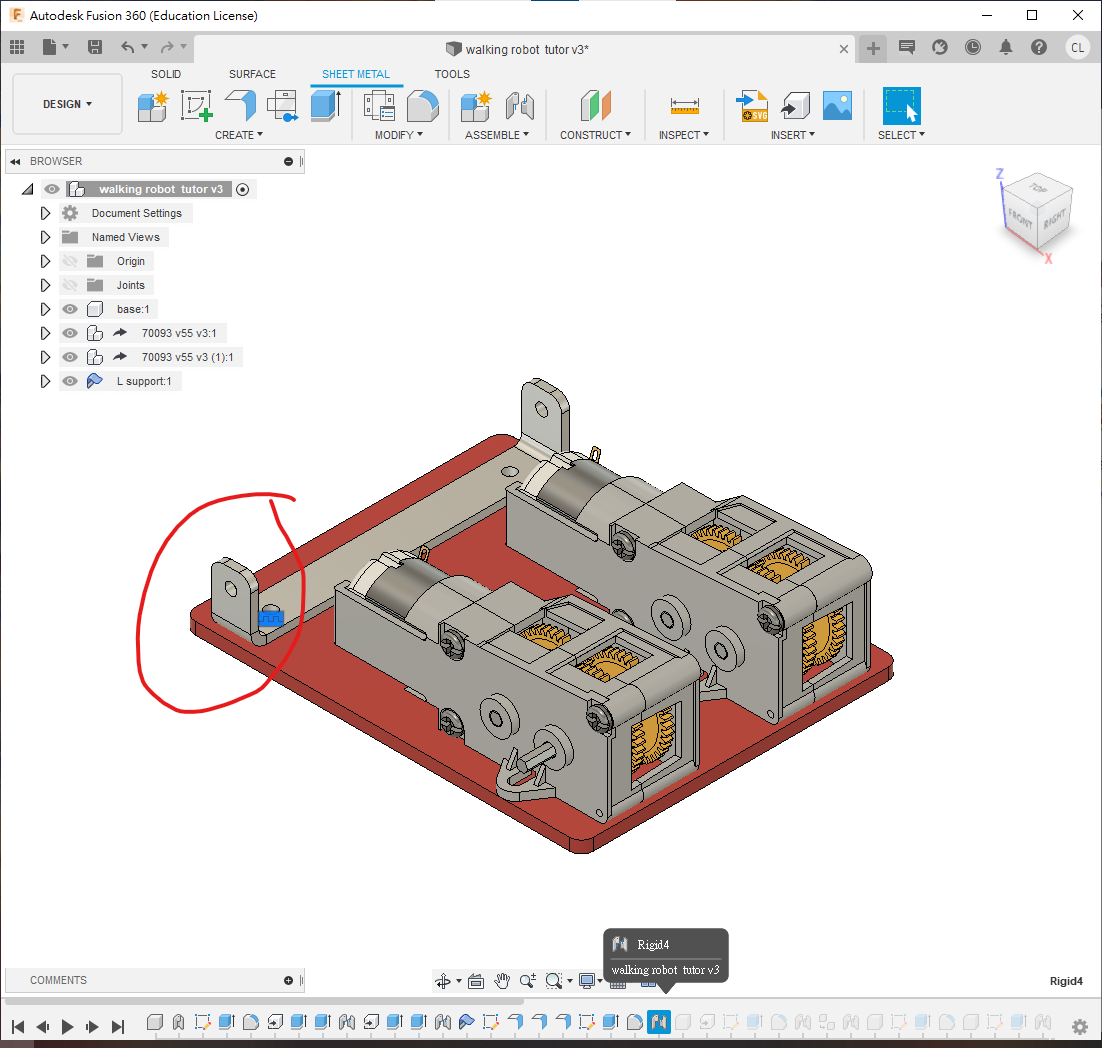 Autodesk Fusion 360 (Education License)
walking robot tutor v3*
CL
DESIGN
SOLID
SURFACE
SHEET METAL
TOOLS
SVG
CREATE
MODIFY
ASSEMBLE
CONSTRUCT
INSPECT
INSERT
SELECT
BROWSER
walking robot tutor v3
Document Settings
Named Views
Origin
Joints
base:1
70093 v55 v3:1
70093 v55 v3 (1):1
L support:1
Z
TOP
FRONT
RIGHT
X
Rigid4
walking robot tutor v3
COMMENTS
Rigid4